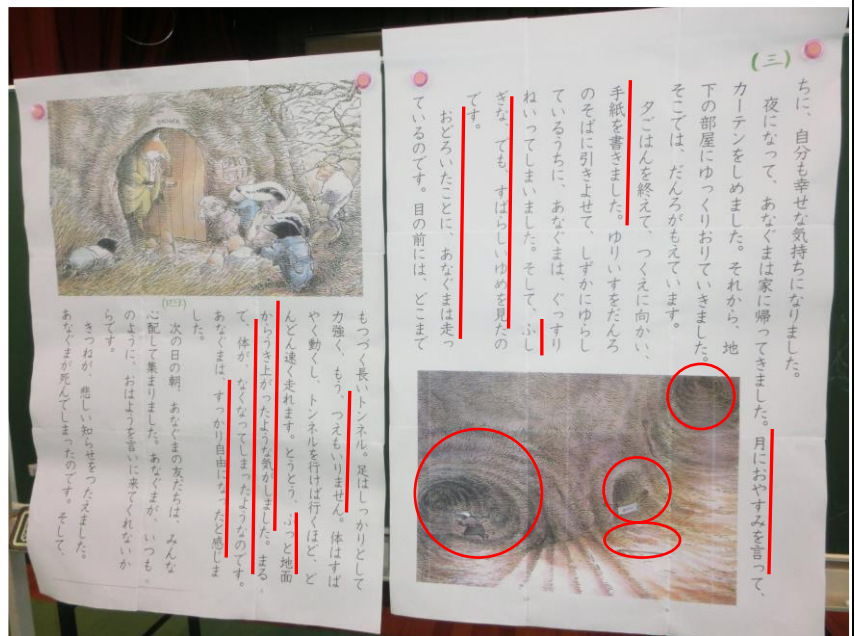 (三)
ちに、自分も幸せな気持ちになりました。
夜になって、あなぐまは家に帰ってきました。月におやすみを言って、
カーテンをしめました。それから、地
下の部屋にゆっくりおりていきました。
そこでは、だんろがもえています。
夕ごはんを終えて、つくえに向かい、
手紙を書きました。ゆりいすをだんろ
のそばに引きよせて、しずかにゆらし
ているうちに、あなぐまは、ぐっすり
ねいってしまいました。そして、ふし
ぎな、でも、すばらしいゆめを見たの
です。
おどろいたことに、あなぐまは走っ
ているのです。目の前には、どこまで
もつづく長いトンネル。足はしっかりとして
力強く、もう、つえもいりません。体はすば
やく動くし、トンネルを行けば行くほど、ど
んどん速く走れます。とうとう、ふっと地面
からうき上がったような気がしました。まる
で、体が、なくなってしまったようなのです。
あなぐまは、すっかり自由になったと感じま
した。
(四)
次の日の朝、あなぐまの友だちは、みんな
心配して集まりました。あなぐまが、いつも
のように、おはようを言いに来てくれないか
らです。
きつねが、悲しい知らせをつたえました。
あなぐまが死んでしまったのです。そして、